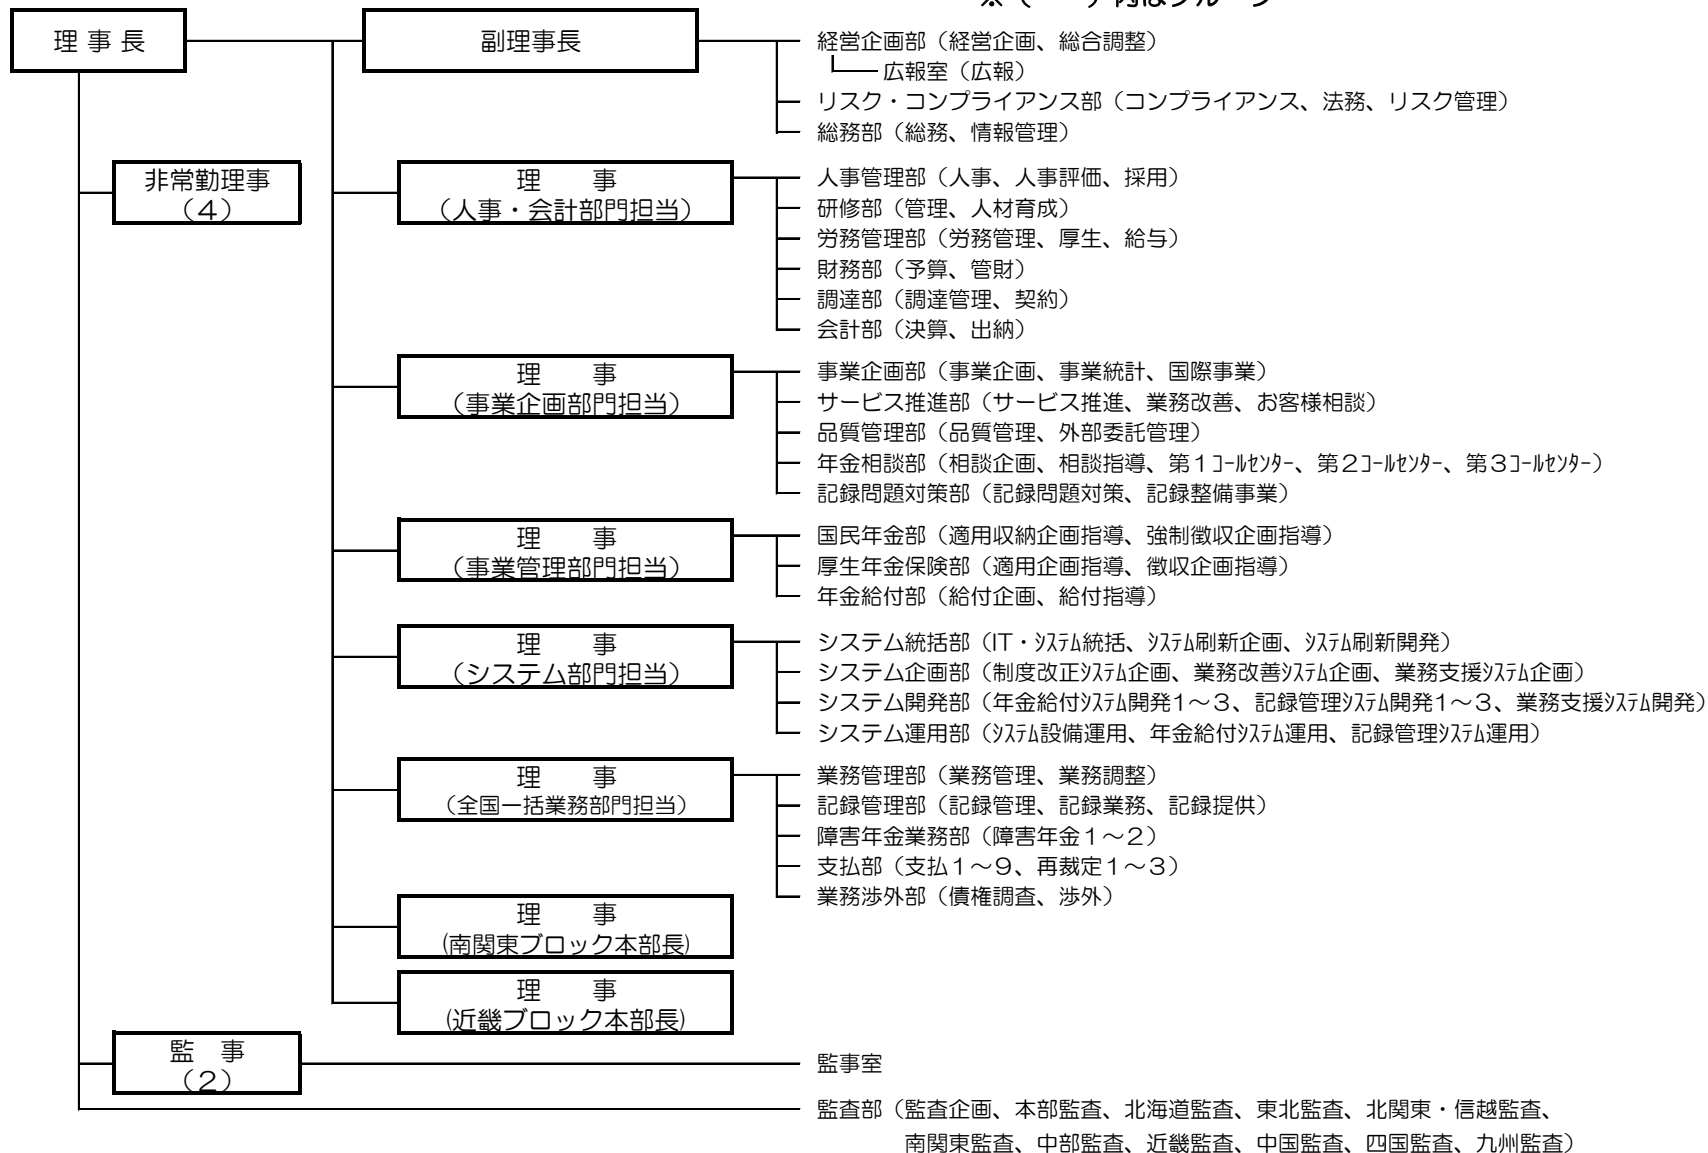 理 事 長
副理事長
経営企画部（経営企画、総合調整）
広報室（広報）
リスク・コンプライアンス部（コンプライアンス、法務、リスク管理）
総務部（総務、情報管理）
非常勤理事
（４）
理　　事
（人事・会計部門担当）
人事管理部（人事、人事評価、採用）
研修部（管理、人材育成）
労務管理部（労務管理、厚生、給与）
財務部（予算、管財）
調達部（調達管理、契約）
会計部（決算、出納）
理　　事
（事業企画部門担当）
事業企画部（事業企画、事業統計、国際事業）
サービス推進部（サービス推進、業務改善、お客様相談）
品質管理部（品質管理、外部委託管理）
年金相談部（相談企画、相談指導、第１ｺｰﾙｾﾝﾀｰ、第２ｺｰﾙｾﾝﾀｰ、第３ｺｰﾙｾﾝﾀｰ）
記録問題対策部（記録問題対策、記録整備事業）
理　　事
（事業管理部門担当）
国民年金部（適用収納企画指導、強制徴収企画指導）
厚生年金保険部（適用企画指導、徴収企画指導）
年金給付部（給付企画、給付指導）
理　　事
（システム部門担当）
システム統括部（IT・ｼｽﾃﾑ統括、ｼｽﾃﾑ刷新企画、ｼｽﾃﾑ刷新開発）
システム企画部（制度改正ｼｽﾃﾑ企画、業務改善ｼｽﾃﾑ企画、業務支援ｼｽﾃﾑ企画）
システム開発部（年金給付ｼｽﾃﾑ開発１～３、記録管理ｼｽﾃﾑ開発１～３、業務支援ｼｽﾃﾑ開発）
システム運用部（ｼｽﾃﾑ設備運用、年金給付ｼｽﾃﾑ運用、記録管理ｼｽﾃﾑ運用）
理　　事
（全国一括業務部門担当）
業務管理部（業務管理、業務調整）
記録管理部（記録管理、記録業務、記録提供）
障害年金業務部（障害年金１～２）
支払部（支払１～９、再裁定１～３）
業務渉外部（債権調査、渉外）
理　　事
(南関東ブロック本部長)
理　　事
(近畿ブロック本部長)
監　事
（２）
監事室
監査部（監査企画、本部監査、北海道監査、東北監査、北関東・信越監査、
南関東監査、中部監査、近畿監査、中国監査、四国監査、九州監査）